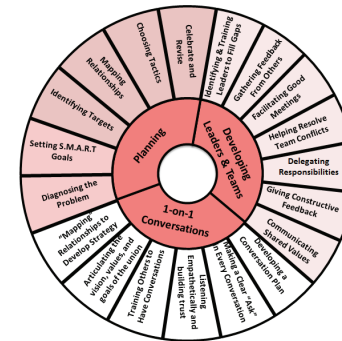 Planning
Developing
Leaders & Teams
1-on-1
Conversations
Celebrate and
Revise
Identifying & Training
Leaders to Fill Gaps
Gathering Feedback
From Others
Facilitating Good
Meetings
Helping Resolve
Team Conflicts
Delegating
Responsibilities
Giving Constructive
Feedback
Communicating
Shared Values
Developing a
Conversation Plan
Making a Clear "Ask"
in Every Conversation
Listening
Empathetically and
building trust
Training Others to
Have Conversations
Articulating the
vision, values, and
goals of the union
"Mapping
Relationships to
Develop Strategy
Diagnosing the
Problem
Setting S.M.A.R.T
Goals
Identifying Targets
Mapping
Relationships
Choosing Tactics